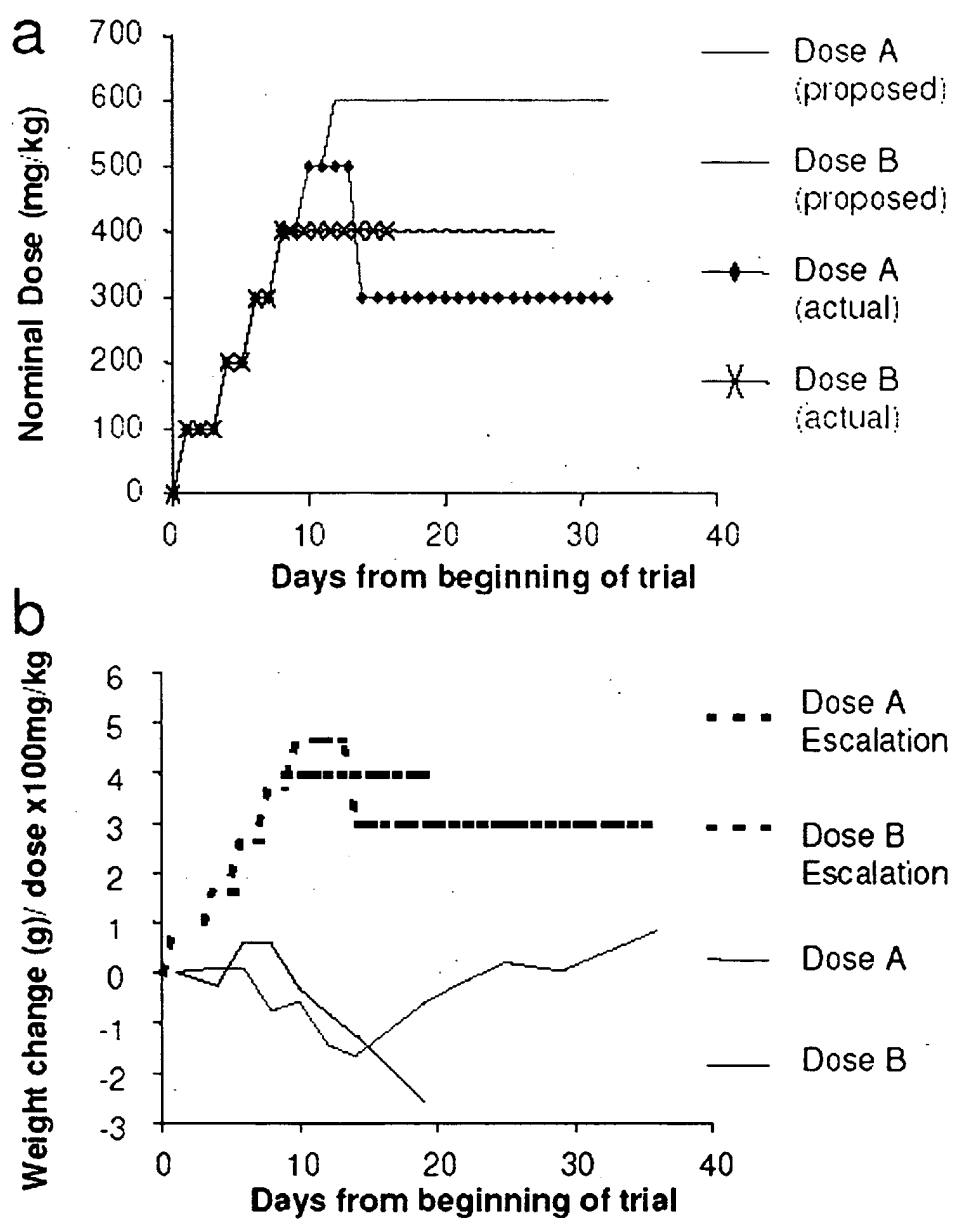 a
700
600
500
400
300
200
100
0
Nominal Dose (mg/kg)
0 10 20 30 40
Days from beginning of trial
Dose A
(proposed)
Dose B
(proposed)
Dose A
(actual)
Dose B
(actual)
b
6
5
4
3
2
1
0
-1
-2
-3
Weight change (g)/ dose x100mg/kg
0 10 20 30 40
Days from beginning of trial
Dose A
Escalation
Dose B
Escalation
Dose A
Dose B